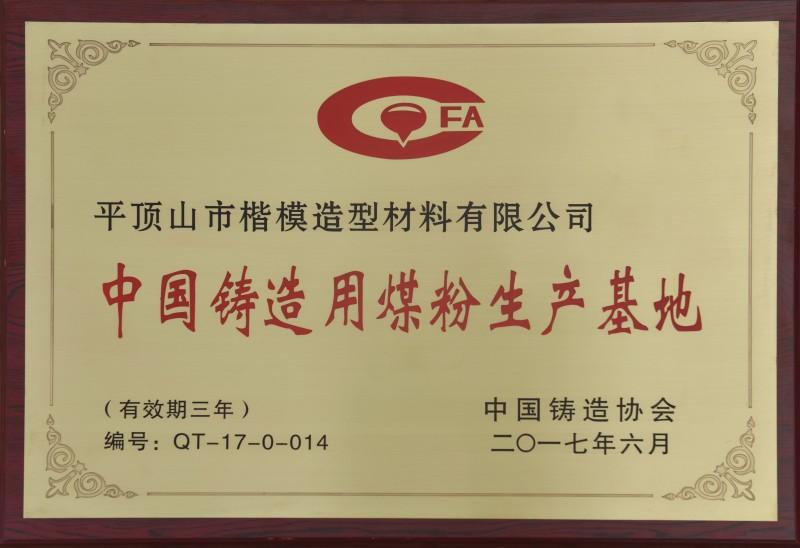 FA
平顶山市楷模造型材料有限公司
中国铸造用煤粉生产基地
（有效期三年）
编号：QT-17-0-014
中国铸造协会
二〇一七年六月